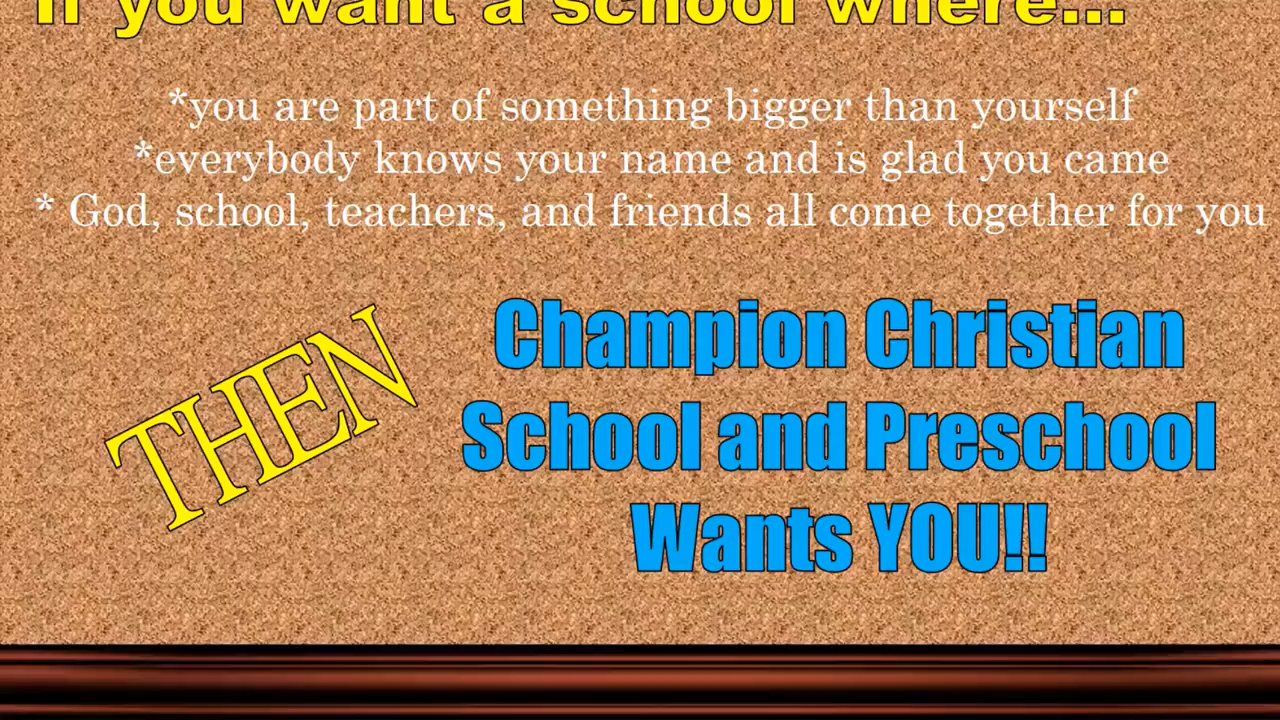 If you want a school where...
*you are part of something bigger than yourself
*everybody knows your name and is glad you came
* God, school, teachers, and friends all come together for you
THEN
Champion Christian
School and Preschool
Wants YOU!!